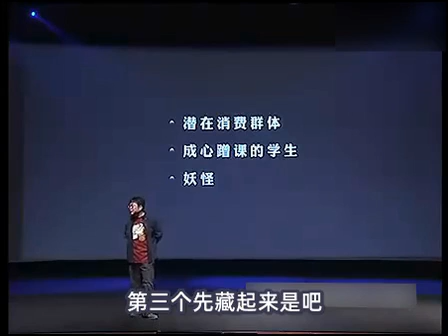 潜在消费群体
成心蹭课的学生
妖怪
第三个先藏起来是吧